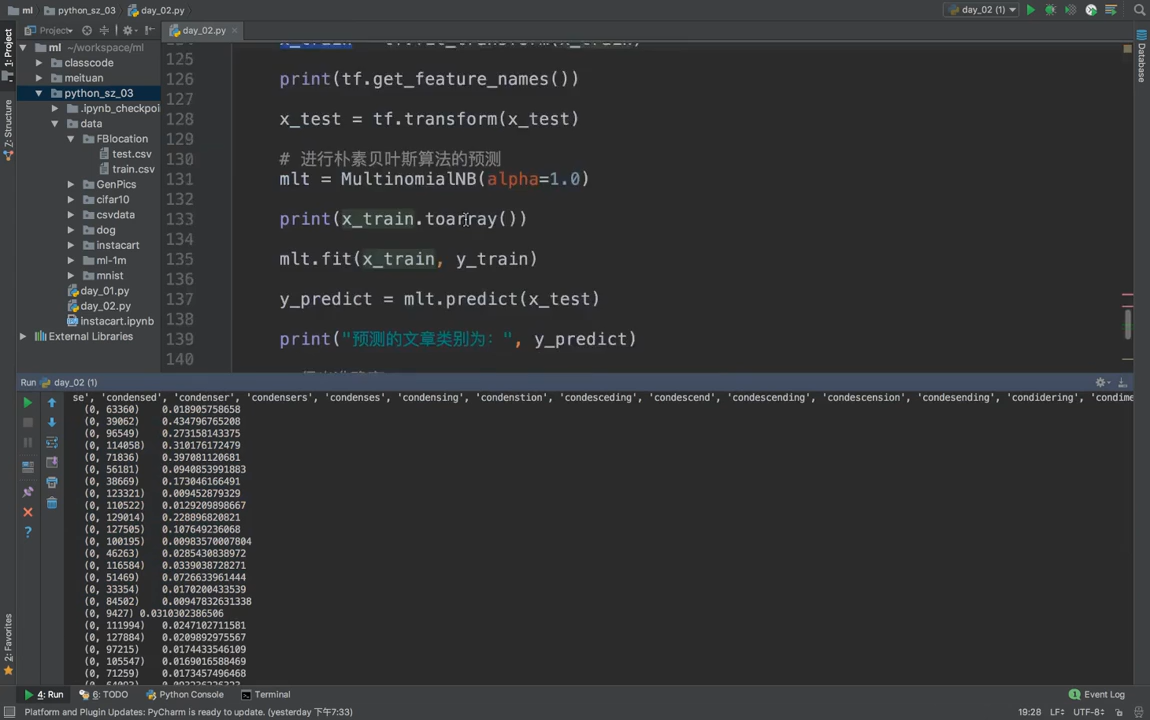 ml python_sz_03 day_02.py day_02 (1)
Project day_02.py
ml ~/workspace/ml
classcode
meituan
python_sz_03
.ipynb_checkpoi
data
FBlocation
test.csv
train.csv
GenPics
cifar10
csvdata
dog
instacart
ml-1m
mnist
day_01.py
day_02.py
instacart.ipynb
External Libraries
1: Project
7: Structure
2: Favorites
Database
125
126 print(tf.get_feature_names())
127
128 x_test = tf.transform(x_test)
129
130 # 进行朴素贝叶斯算法的预测
131 mlt = MultinomialNB(alpha=1.0)
132
133 print(x_train.toarray())
134
135 mlt.fit(x_train, y_train)
136
137 y_predict = mlt.predict(x_test)
138
139 print("预测的文章类别为：", y_predict)
140
Run day_02 (1)
se', 'condensed', 'condenser', 'condensers', 'condenses', 'condensing', 'condenstion', 'condesceding', 'condescend', 'condescending', 'condescension', 'condesending', 'condidering', 'condime
(0, 63360) 0.018905758658
(0, 39062) 0.434796765208
(0, 96549) 0.273158143375
(0, 114058) 0.310176172479
(0, 71836) 0.397081120681
(0, 56181) 0.0940853991883
(0, 38669) 0.173046166491
(0, 123321) 0.009452879329
(0, 110522) 0.0129209898667
(0, 129014) 0.228896820821
(0, 127505) 0.107649236068
(0, 100195) 0.00983570007804
(0, 46263) 0.0285430838972
(0, 116584) 0.0339038728271
(0, 51469) 0.0726633961444
(0, 33354) 0.0170200433539
(0, 84502) 0.00947832631338
(0, 9427) 0.0310302386506
(0, 111994) 0.0247102711581
(0, 127884) 0.0209892975567
(0, 97215) 0.0174433546109
(0, 105547) 0.0169016588469
(0, 71259) 0.0173457496468
4: Run 6: TODO Python Console Terminal 1 Event Log
Platform and Plugin Updates: PyCharm is ready to update. (yesterday 下午7:33) 19:28 LF÷ UTF-8÷